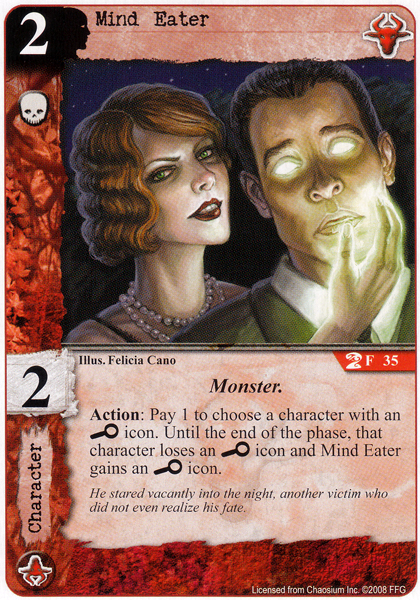 2
Mind Eater
Illus. Felicia Cano
F 35
2
Monster.
Action: Pay 1 to choose a character with an
icon. Until the end of the phase, that
character loses an icon and Mind Eater
gains an icon.
He stared vacantly into the night, another victim who
did not even realize his fate.
Character
Licensed from Chaosium Inc. ©2008 FFG